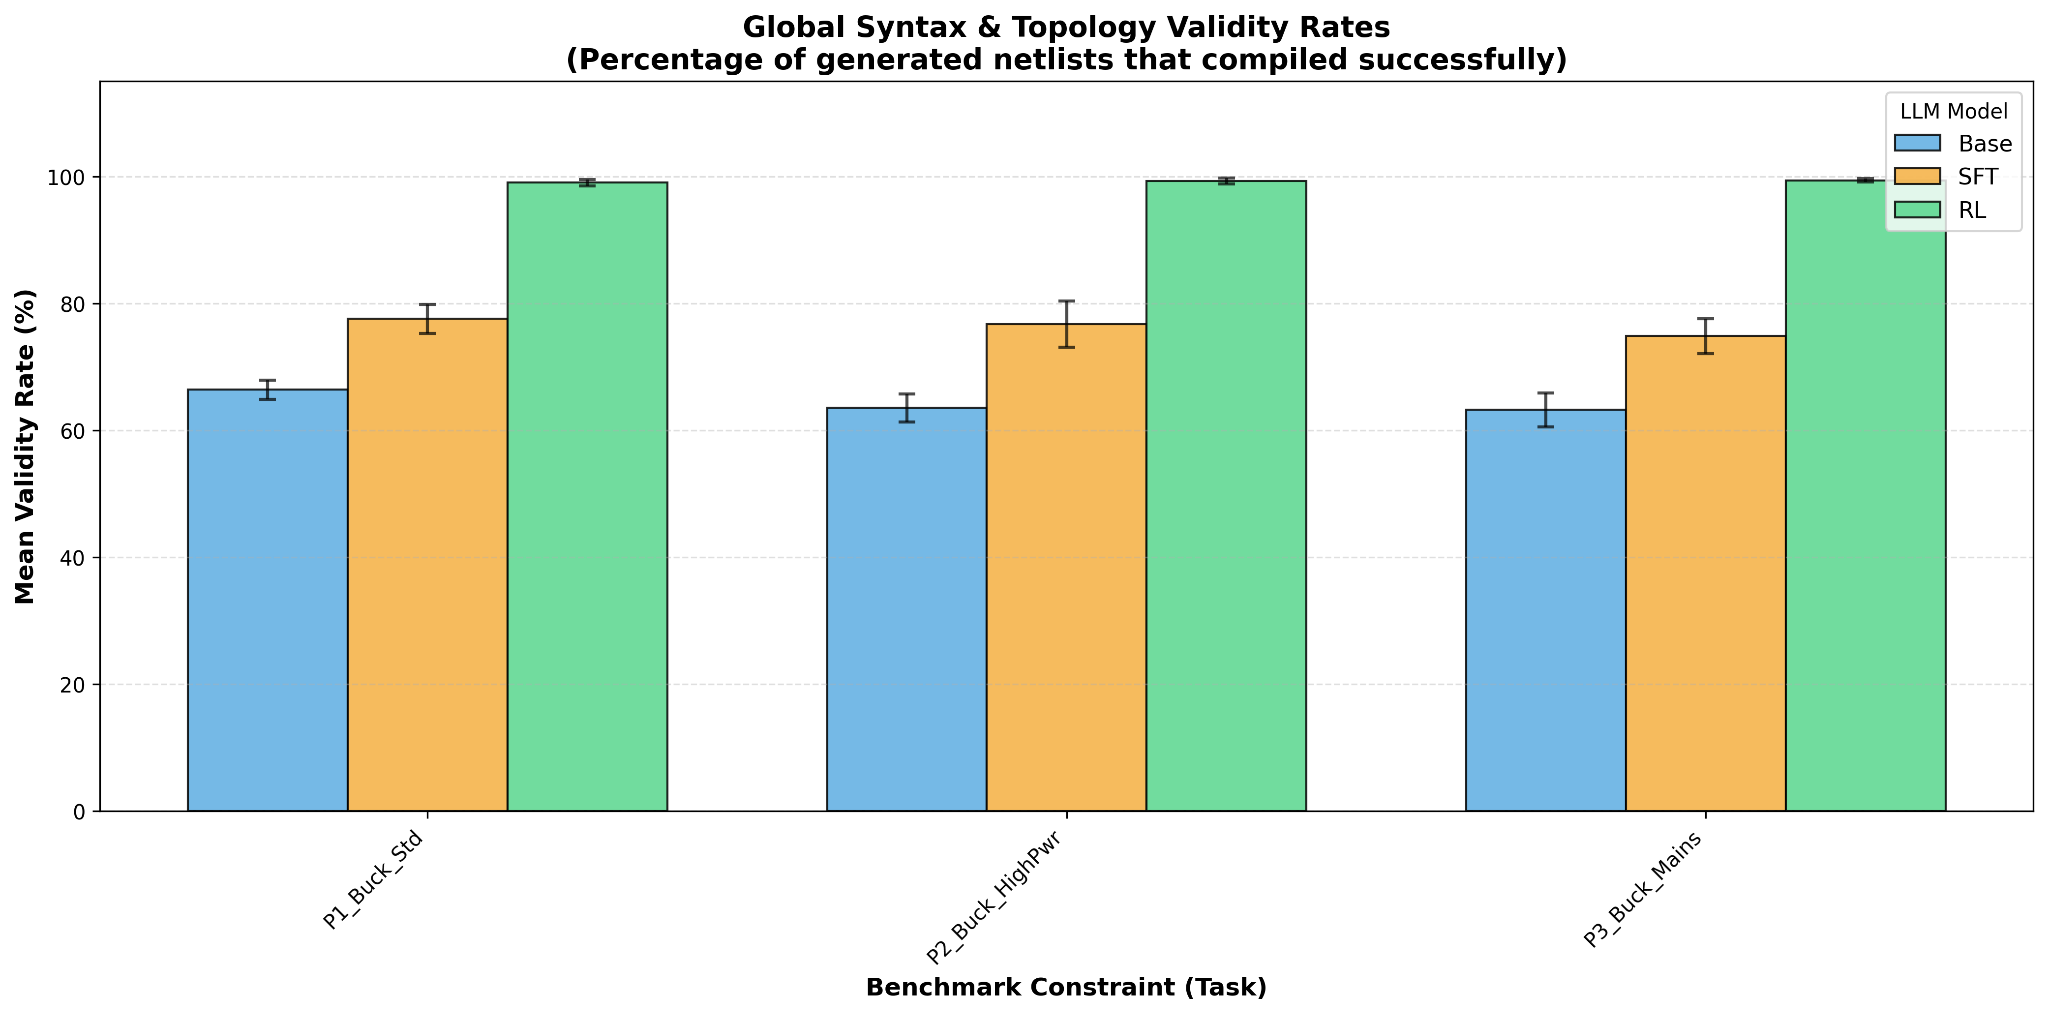 Global Syntax & Topology Validity Rates
(Percentage of generated netlists that compiled successfully)
Mean Validity Rate (%)
100
80
60
40
20
0
LLM Model
Base
SFT
RL
P1_Buck_Std
P2_Buck_HighPwr
P3_Buck_Mains
Benchmark Constraint (Task)